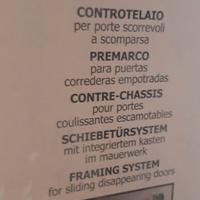 CONTROTELAIO
per porte scorrevoli
a scomparsa
PREMARCO
para puertas
correderas empotradas
CONTRE-CHASSIS
pour portes
coulissantes escamotables
SCHIEBETÜRSYSTEM
mit integriertem kasten
im mauerwerk
FRAMING SYSTEM
for sliding disappearing doors